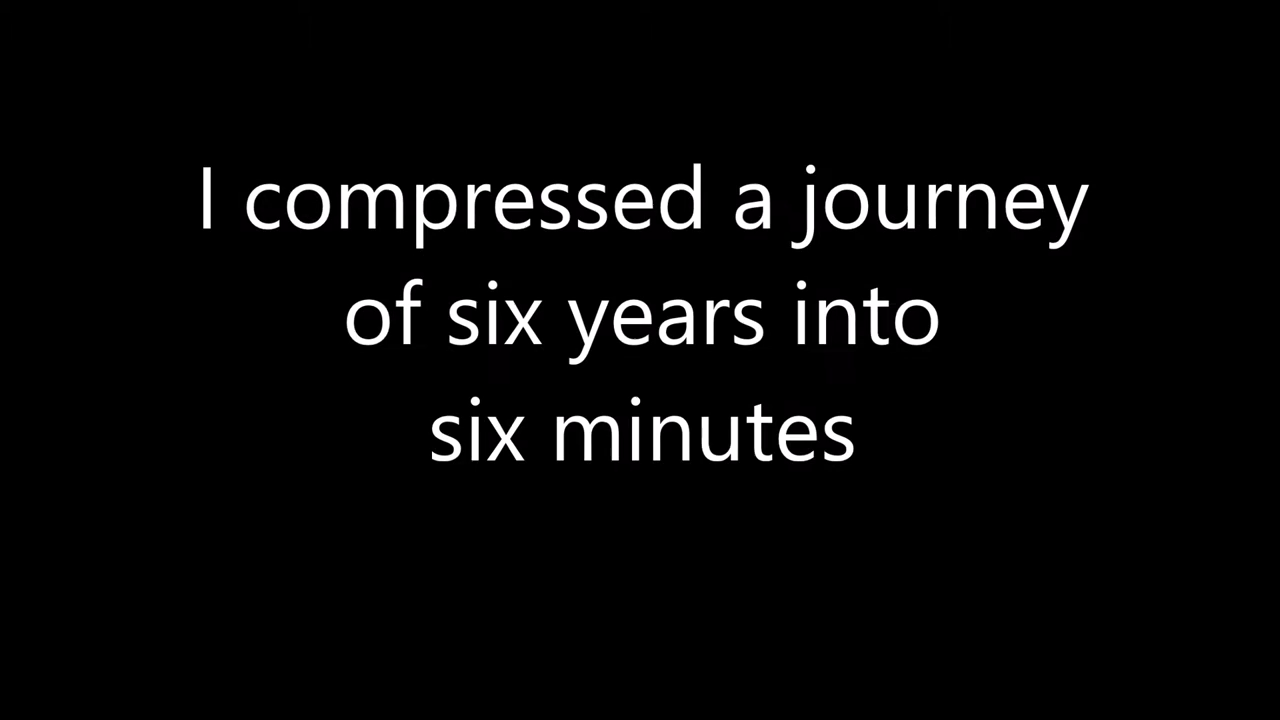 I compressed a journey
of six years into
six minutes